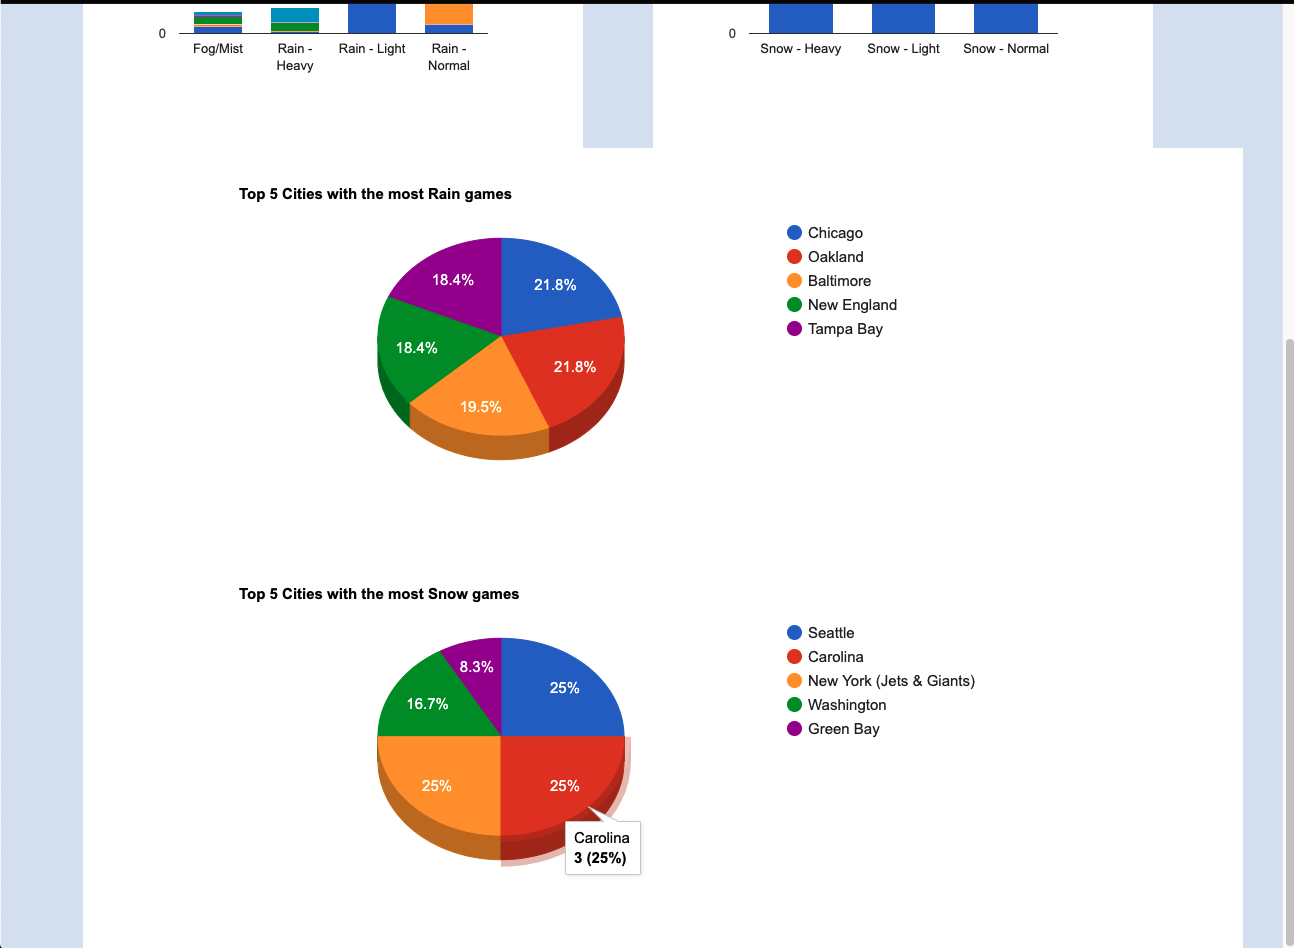 0
Fog/Mist
Rain -
Heavy
Rain - Light
Rain -
Normal
0
Snow - Heavy
Snow - Light
Snow - Normal
Top 5 Cities with the most Rain games
18.4%
21.8%
18.4%
21.8%
19.5%
Chicago
Oakland
Baltimore
New England
Tampa Bay
Top 5 Cities with the most Snow games
8.3%
25%
16.7%
25%
25%
Carolina
3 (25%)
Seattle
Carolina
New York (Jets & Giants)
Washington
Green Bay